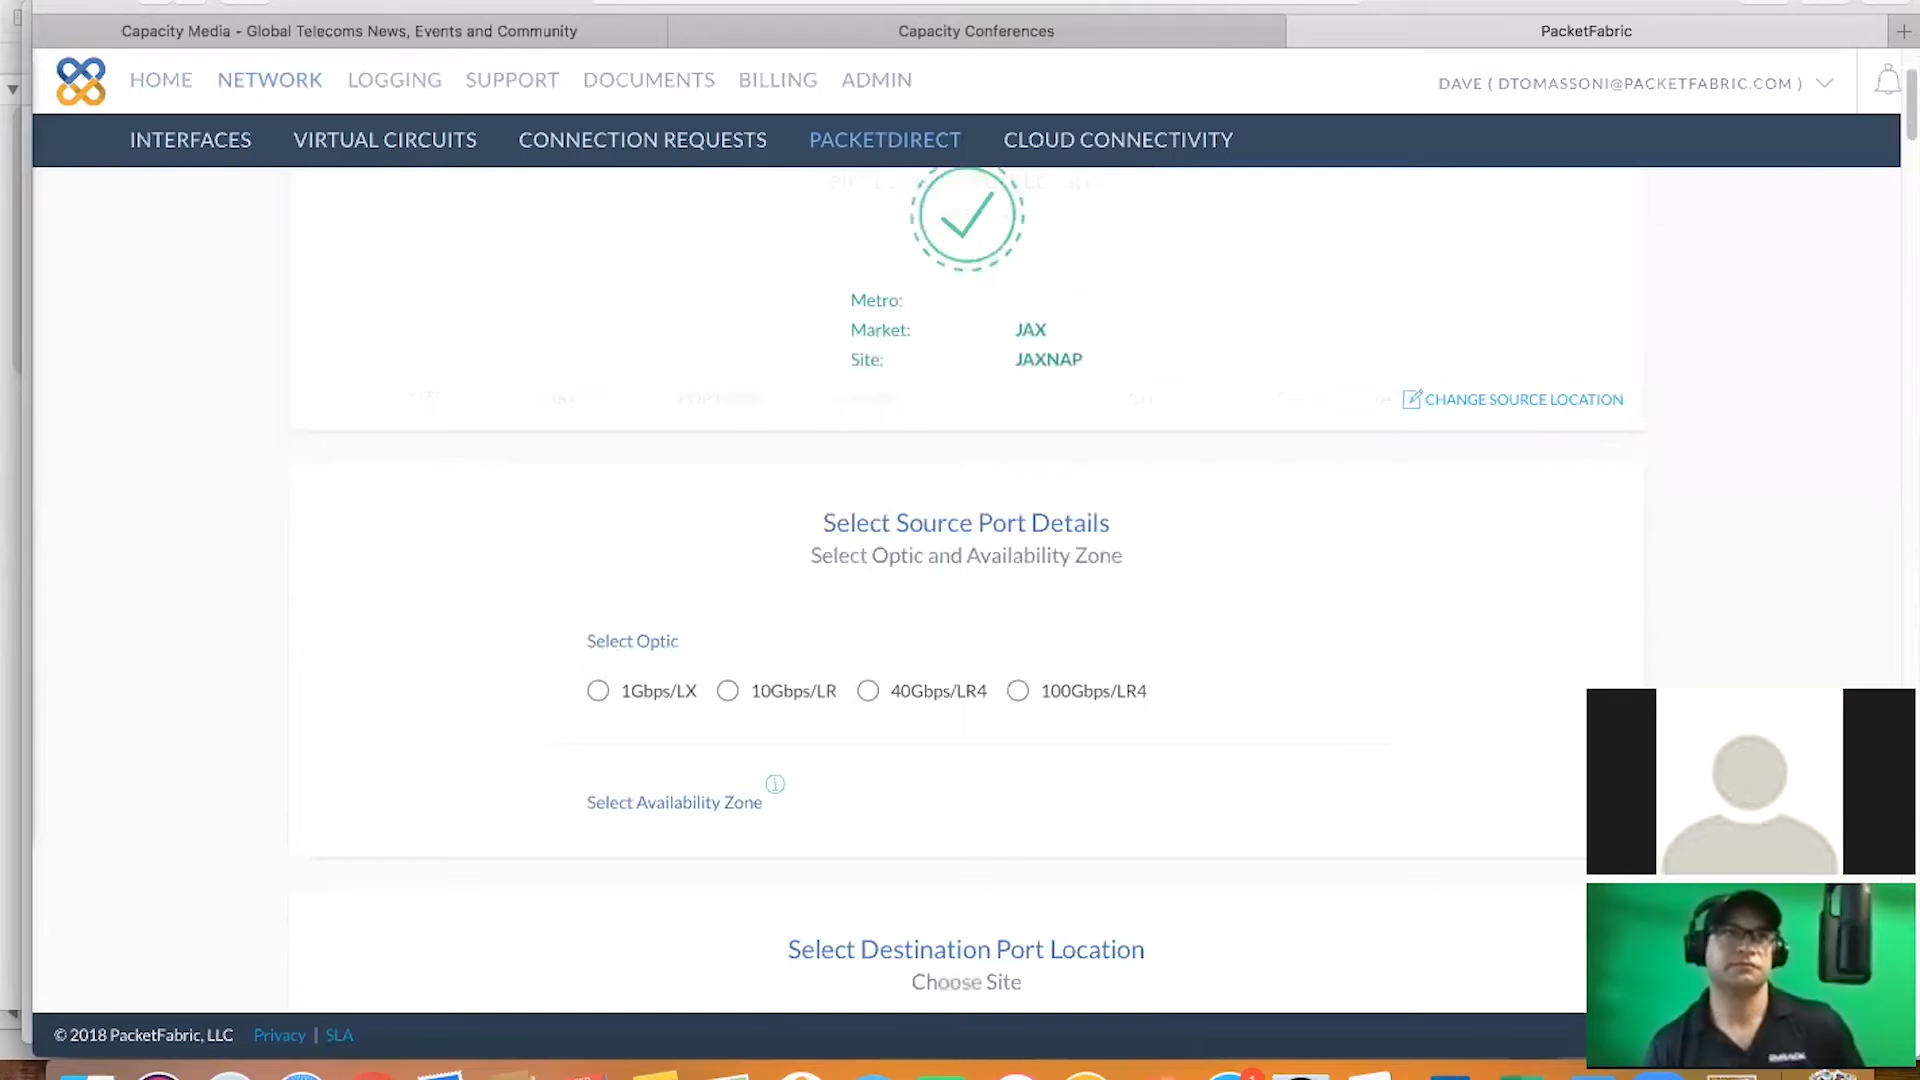 Capacity Media - Global Telecoms News, Events and Community
Capacity Conferences
PacketFabric
HOME NETWORK LOGGING SUPPORT DOCUMENTS BILLING ADMIN
DAVE ( DTOMASSONI@PACKETFABRIC.COM )
INTERFACES VIRTUAL CIRCUITS CONNECTION REQUESTS PACKETDIRECT CLOUD CONNECTIVITY
Metro:
Market: JAX
Site: JAXNAP
CHANGE SOURCE LOCATION
Select Source Port Details
Select Optic and Availability Zone
Select Optic
1Gbps/LX 10Gbps/LR 40Gbps/LR4 100Gbps/LR4
Select Availability Zone
Select Destination Port Location
Choose Site
© 2018 PacketFabric, LLC Privacy | SLA